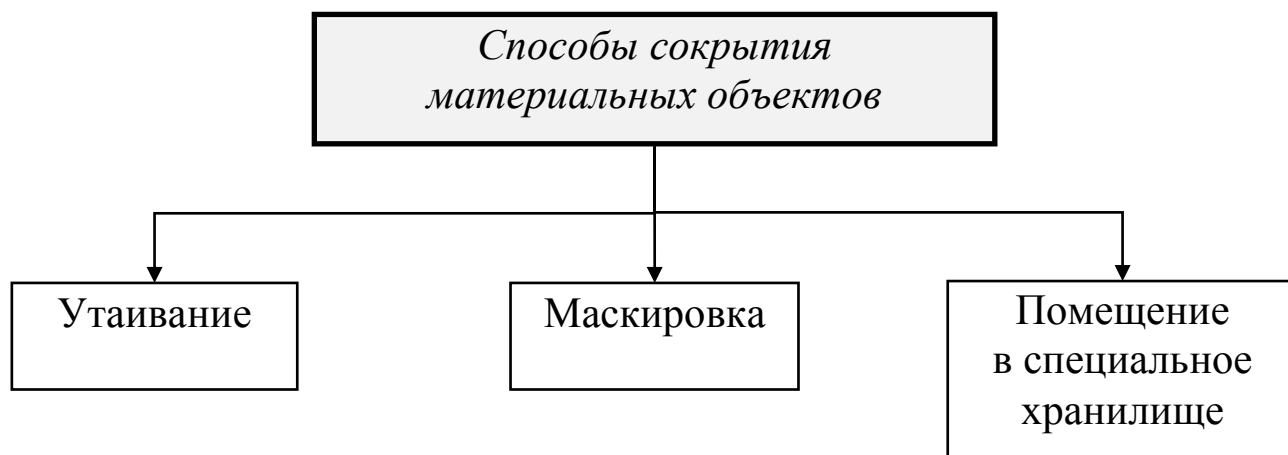 Способы сокрытия
материальных объектов
Утаивание
Маскировка
Помещение
в специальное
хранилище